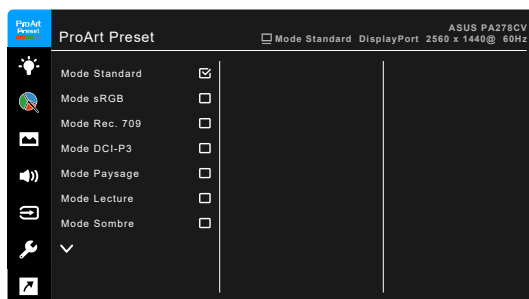 ProArt
Preset
ProArt Preset
ASUS PA278CV
Mode Standard DisplayPort 2560 x 1440@ 60Hz
Mode Standard
Mode sRGB
Mode Rec. 709
Mode DCI-P3
Mode Paysage
Mode Lecture
Mode Sombre